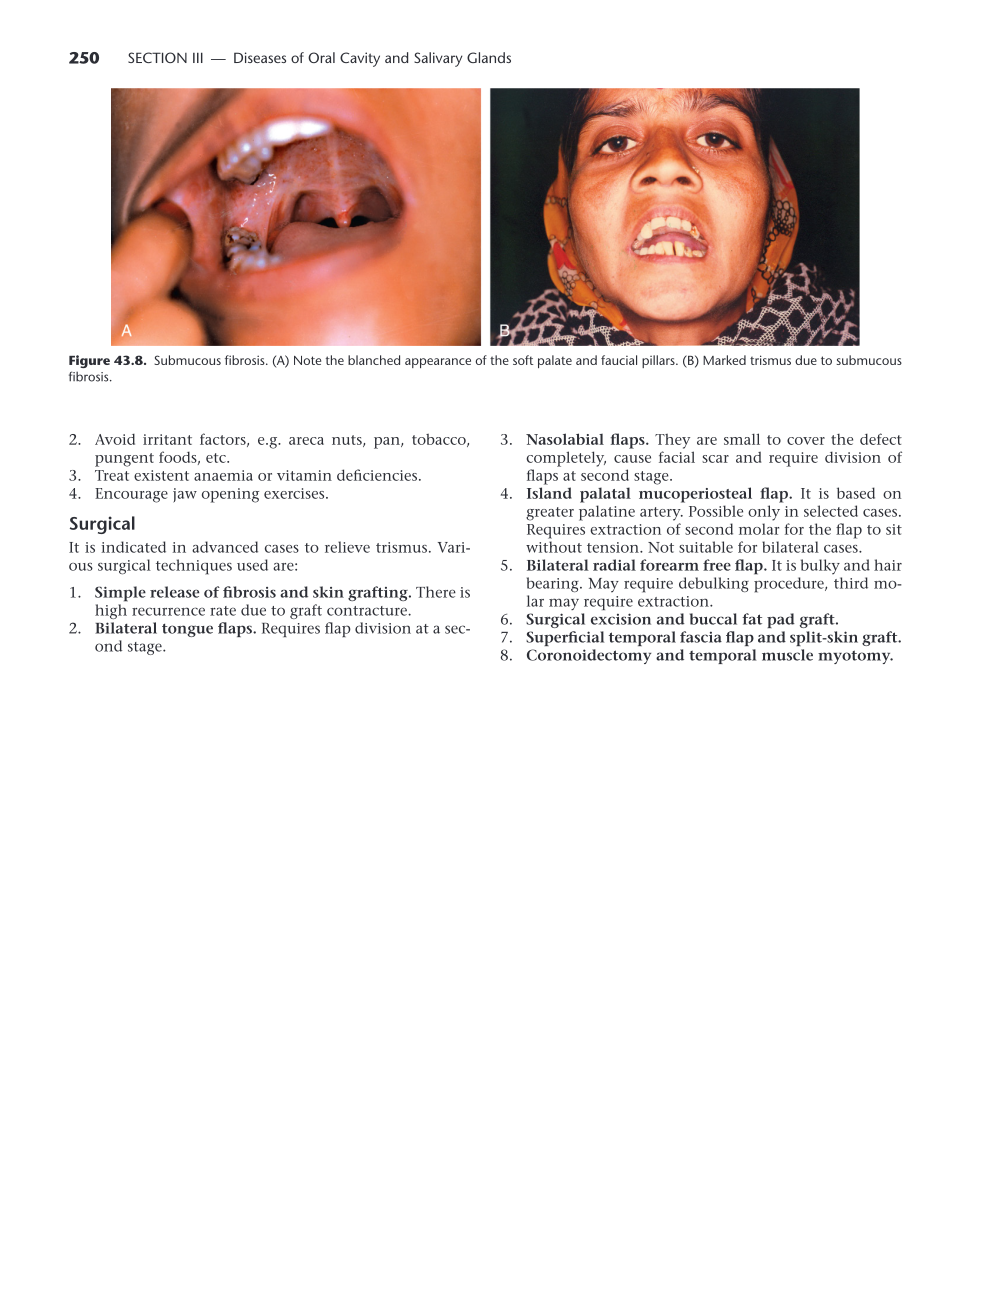 250 SECTION III — Diseases of Oral Cavity and Salivary Glands
A
B
Figure 43.8. Submucous fibrosis. (A) Note the blanched appearance of the soft palate and faucial pillars. (B) Marked trismus due to submucous
fibrosis.
2. Avoid irritant factors, e.g. areca nuts, pan, tobacco,
pungent foods, etc.
3. Treat existent anaemia or vitamin deficiencies.
4. Encourage jaw opening exercises.
Surgical
It is indicated in advanced cases to relieve trismus. Vari-
ous surgical techniques used are:
1. Simple release of fibrosis and skin grafting. There is
high recurrence rate due to graft contracture.
2. Bilateral tongue flaps. Requires flap division at a sec-
ond stage.
3. Nasolabial flaps. They are small to cover the defect
completely, cause facial scar and require division of
flaps at second stage.
4. Island palatal mucoperiosteal flap. It is based on
greater palatine artery. Possible only in selected cases.
Requires extraction of second molar for the flap to sit
without tension. Not suitable for bilateral cases.
5. Bilateral radial forearm free flap. It is bulky and hair
bearing. May require debulking procedure, third mo-
lar may require extraction.
6. Surgical excision and buccal fat pad graft.
7. Superficial temporal fascia flap and split-skin graft.
8. Coronoidectomy and temporal muscle myotomy.